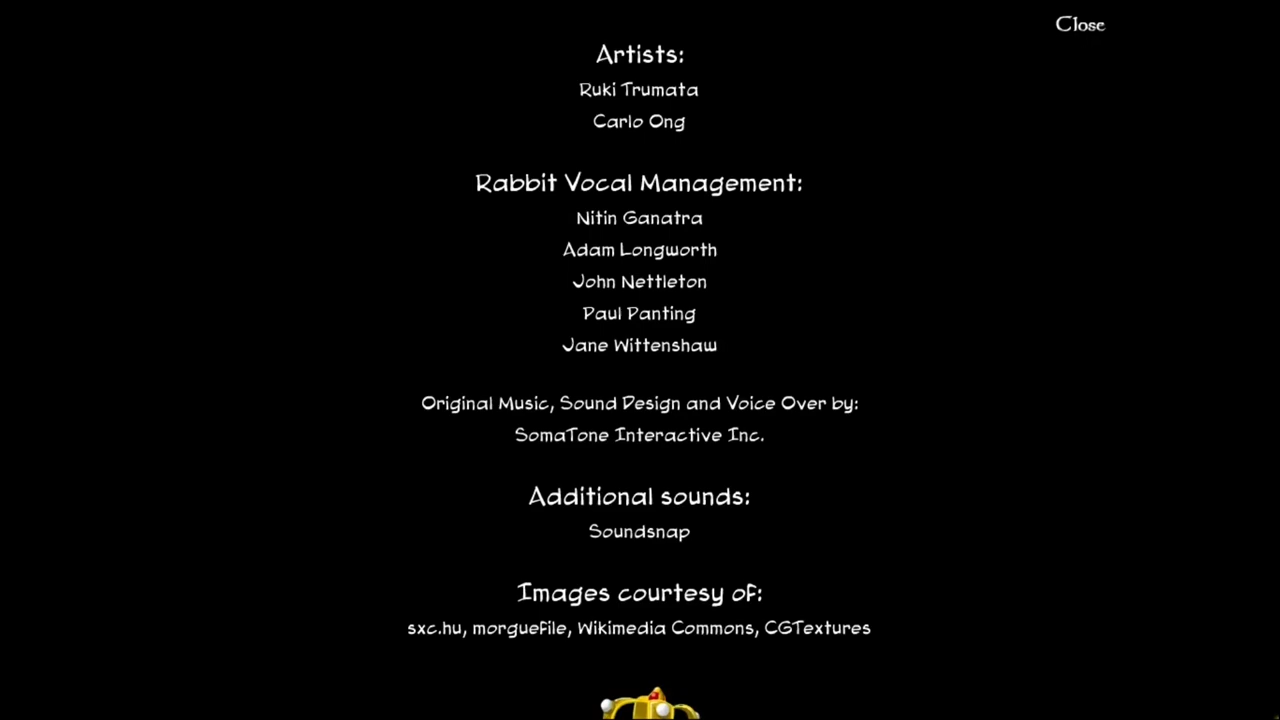 Close
Artists:
Ruki Trumata
Carlo Ong
Rabbit Vocal Management:
Nitin Ganatra
Adam Longworth
John Nettleton
Paul Panting
Jane Wittenshaw
Original Music, Sound Design and Voice Over by:
SomaTone Interactive Inc.
Additional sounds:
Soundsnap
Images courtesy of:
sxc.hu, morguefile, Wikimedia Commons, CGTextures